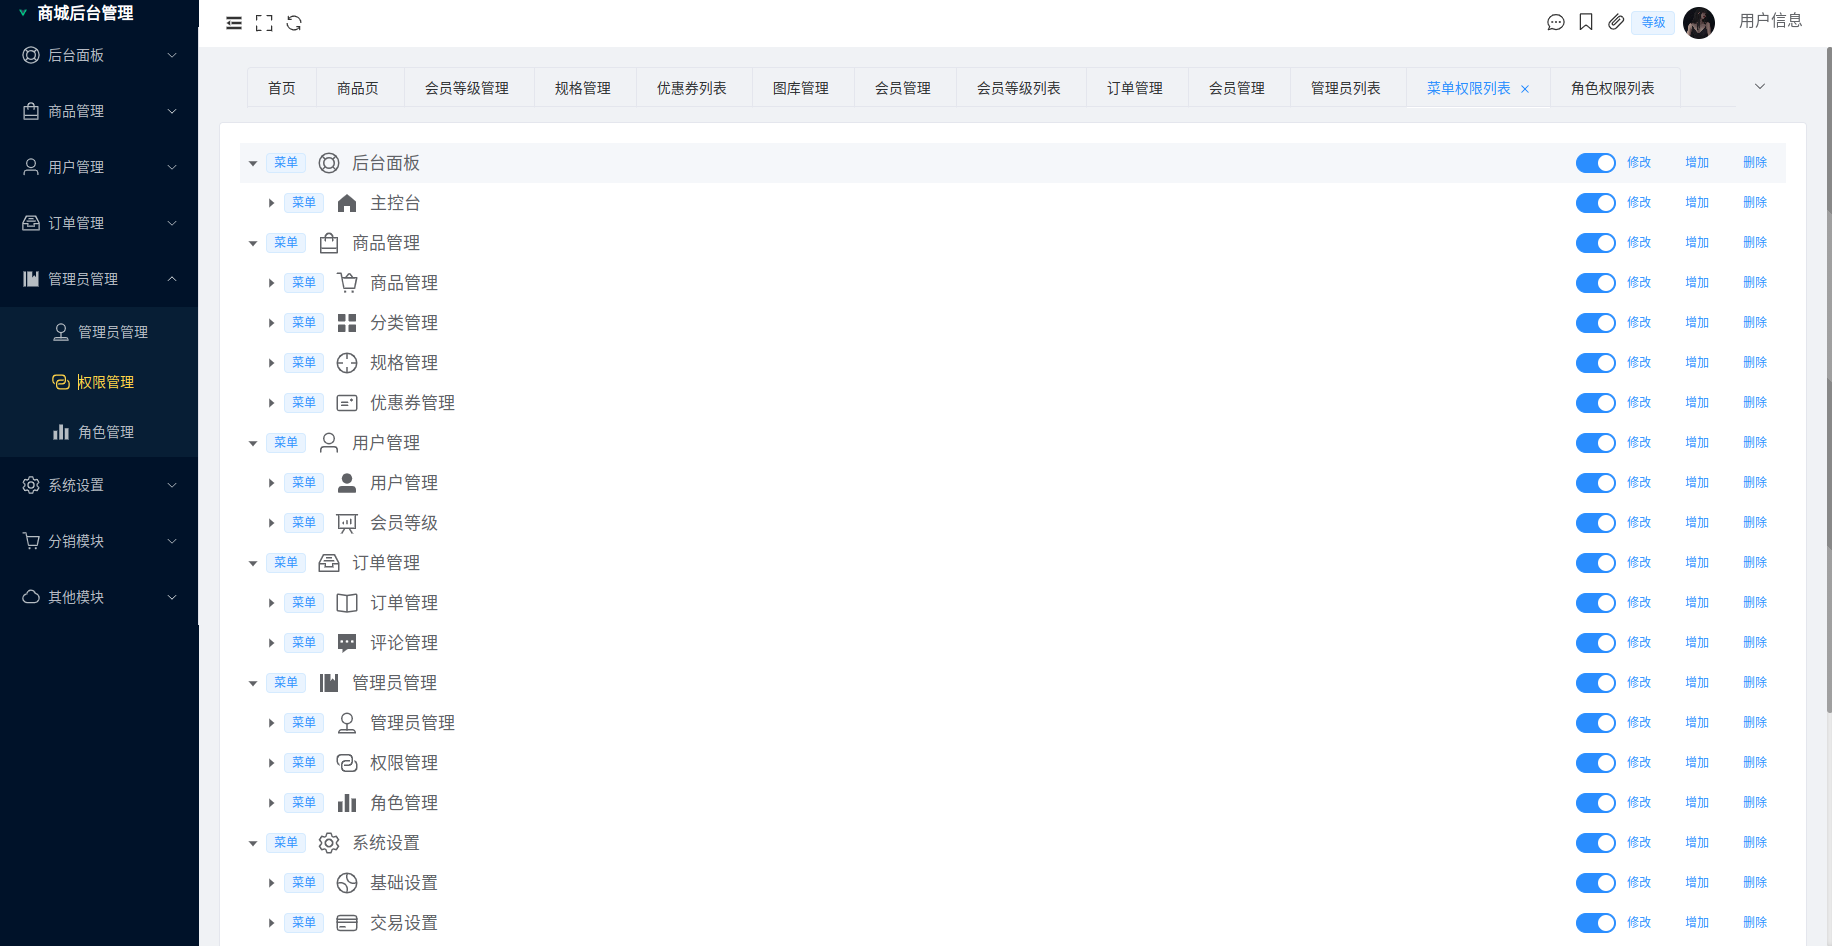 商城后台管理
后台面板
商品管理
用户管理
订单管理
管理员管理
管理员管理
权限管理
角色管理
系统设置
分销模块
其他模块
等级
用户信息
首页 商品页 会员等级管理 规格管理 优惠券列表 图库管理 会员管理 会员等级列表 订单管理 会员管理 管理员列表 菜单权限列表 角色权限列表
菜单 后台面板 修改 增加 删除
菜单 主控台 修改 增加 删除
菜单 商品管理 修改 增加 删除
菜单 商品管理 修改 增加 删除
菜单 分类管理 修改 增加 删除
菜单 规格管理 修改 增加 删除
菜单 优惠券管理 修改 增加 删除
菜单 用户管理 修改 增加 删除
菜单 用户管理 修改 增加 删除
菜单 会员等级 修改 增加 删除
菜单 订单管理 修改 增加 删除
菜单 订单管理 修改 增加 删除
菜单 评论管理 修改 增加 删除
菜单 管理员管理 修改 增加 删除
菜单 管理员管理 修改 增加 删除
菜单 权限管理 修改 增加 删除
菜单 角色管理 修改 增加 删除
菜单 系统设置 修改 增加 删除
菜单 基础设置 修改 增加 删除
菜单 交易设置 修改 增加 删除